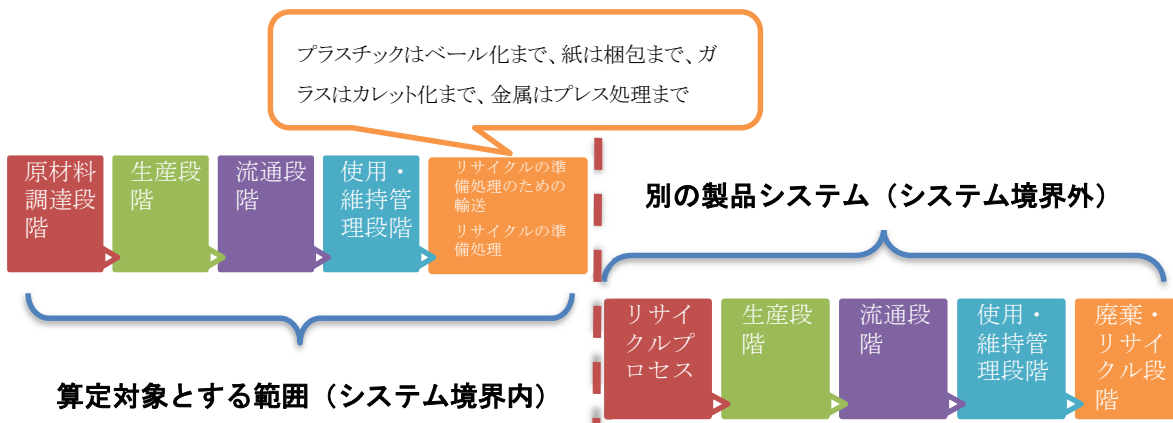 プラスチックはベール化まで、紙は梱包まで、ガ
ラスはカレット化まで、金属はプレス処理まで
原材料
調達段
階
生産段
階
流通段
階
使用・
維持管
理段階
リサイクルの準
備処理のための
輸送
リサイクルの準
備処理
別の製品システム（システム境界外）
算定対象とする範囲（システム境界内）
リサイ
クルプ
ロセス
生産段
階
流通段
階
使用・
維持管
理段階
廃棄・
リサイ
クル段
階